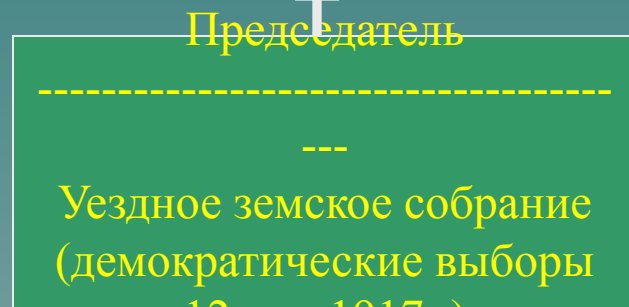 Председатель
------------------------------------
---
Уездное земское собрание
(демократические выборы